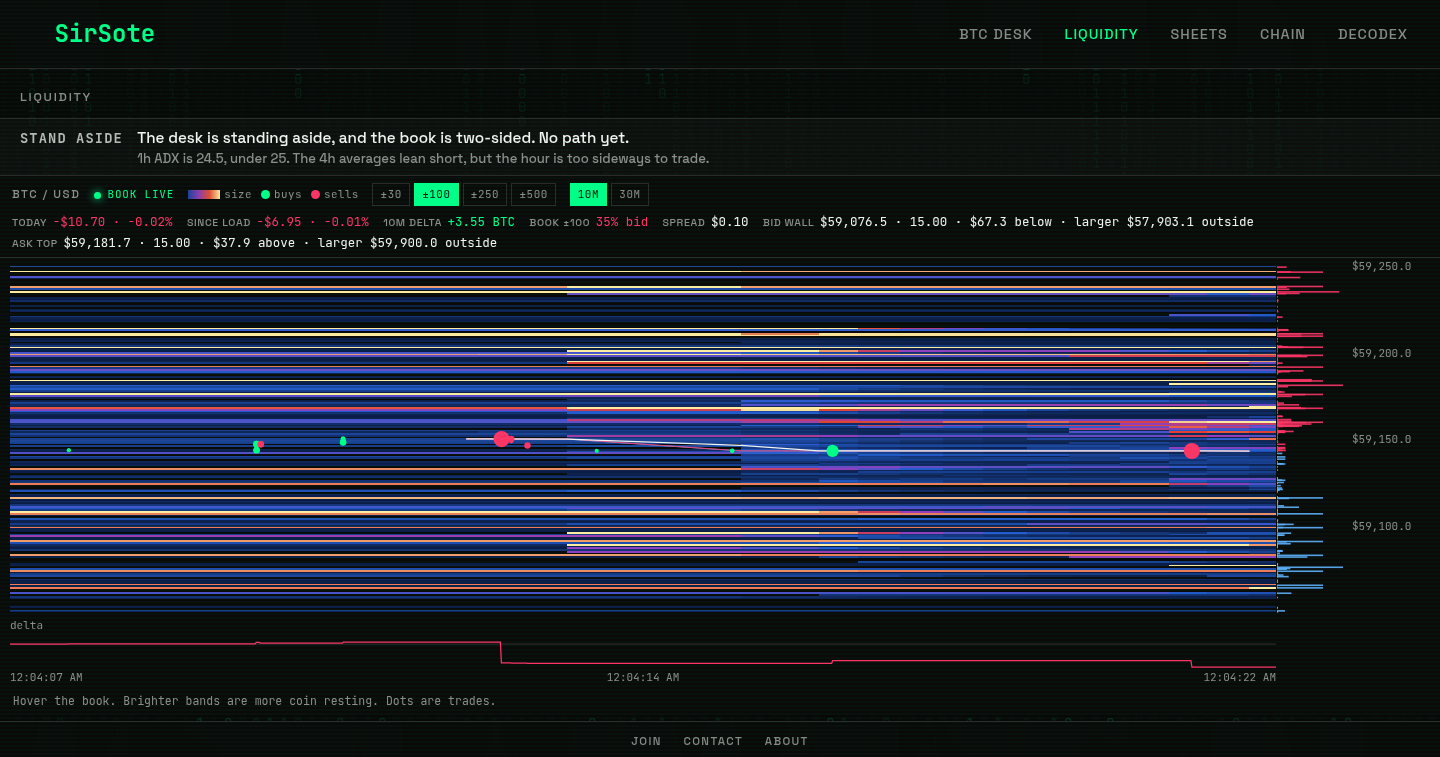 SirSote
BTC DESK LIQUIDITY SHEETS CHAIN DECODEX
LIQUIDITY
STAND ASIDE The desk is standing aside, and the book is two-sided. No path yet.
1h ADX is 24.5, under 25. The 4h averages lean short, but the hour is too sideways to trade.
BTC / USD BOOK LIVE size buys sells ±30 ±100 ±250 ±500 10M 30M
TODAY -$10.70 · -0.02% SINCE LOAD -$6.95 · -0.01% 10M DELTA +3.55 BTC BOOK ±100 35% bid SPREAD $0.10 BID WALL $59,076.5 · 15.00 · $67.3 below · larger $57,903.1 outside
ASK TOP $59,181.7 · 15.00 · $37.9 above · larger $59,900.0 outside
$59,250.0
$59,200.0
$59,150.0
$59,100.0
delta
12:04:07 AM 12:04:14 AM 12:04:22 AM
Hover the book. Brighter bands are more coin resting. Dots are trades.
JOIN CONTACT ABOUT